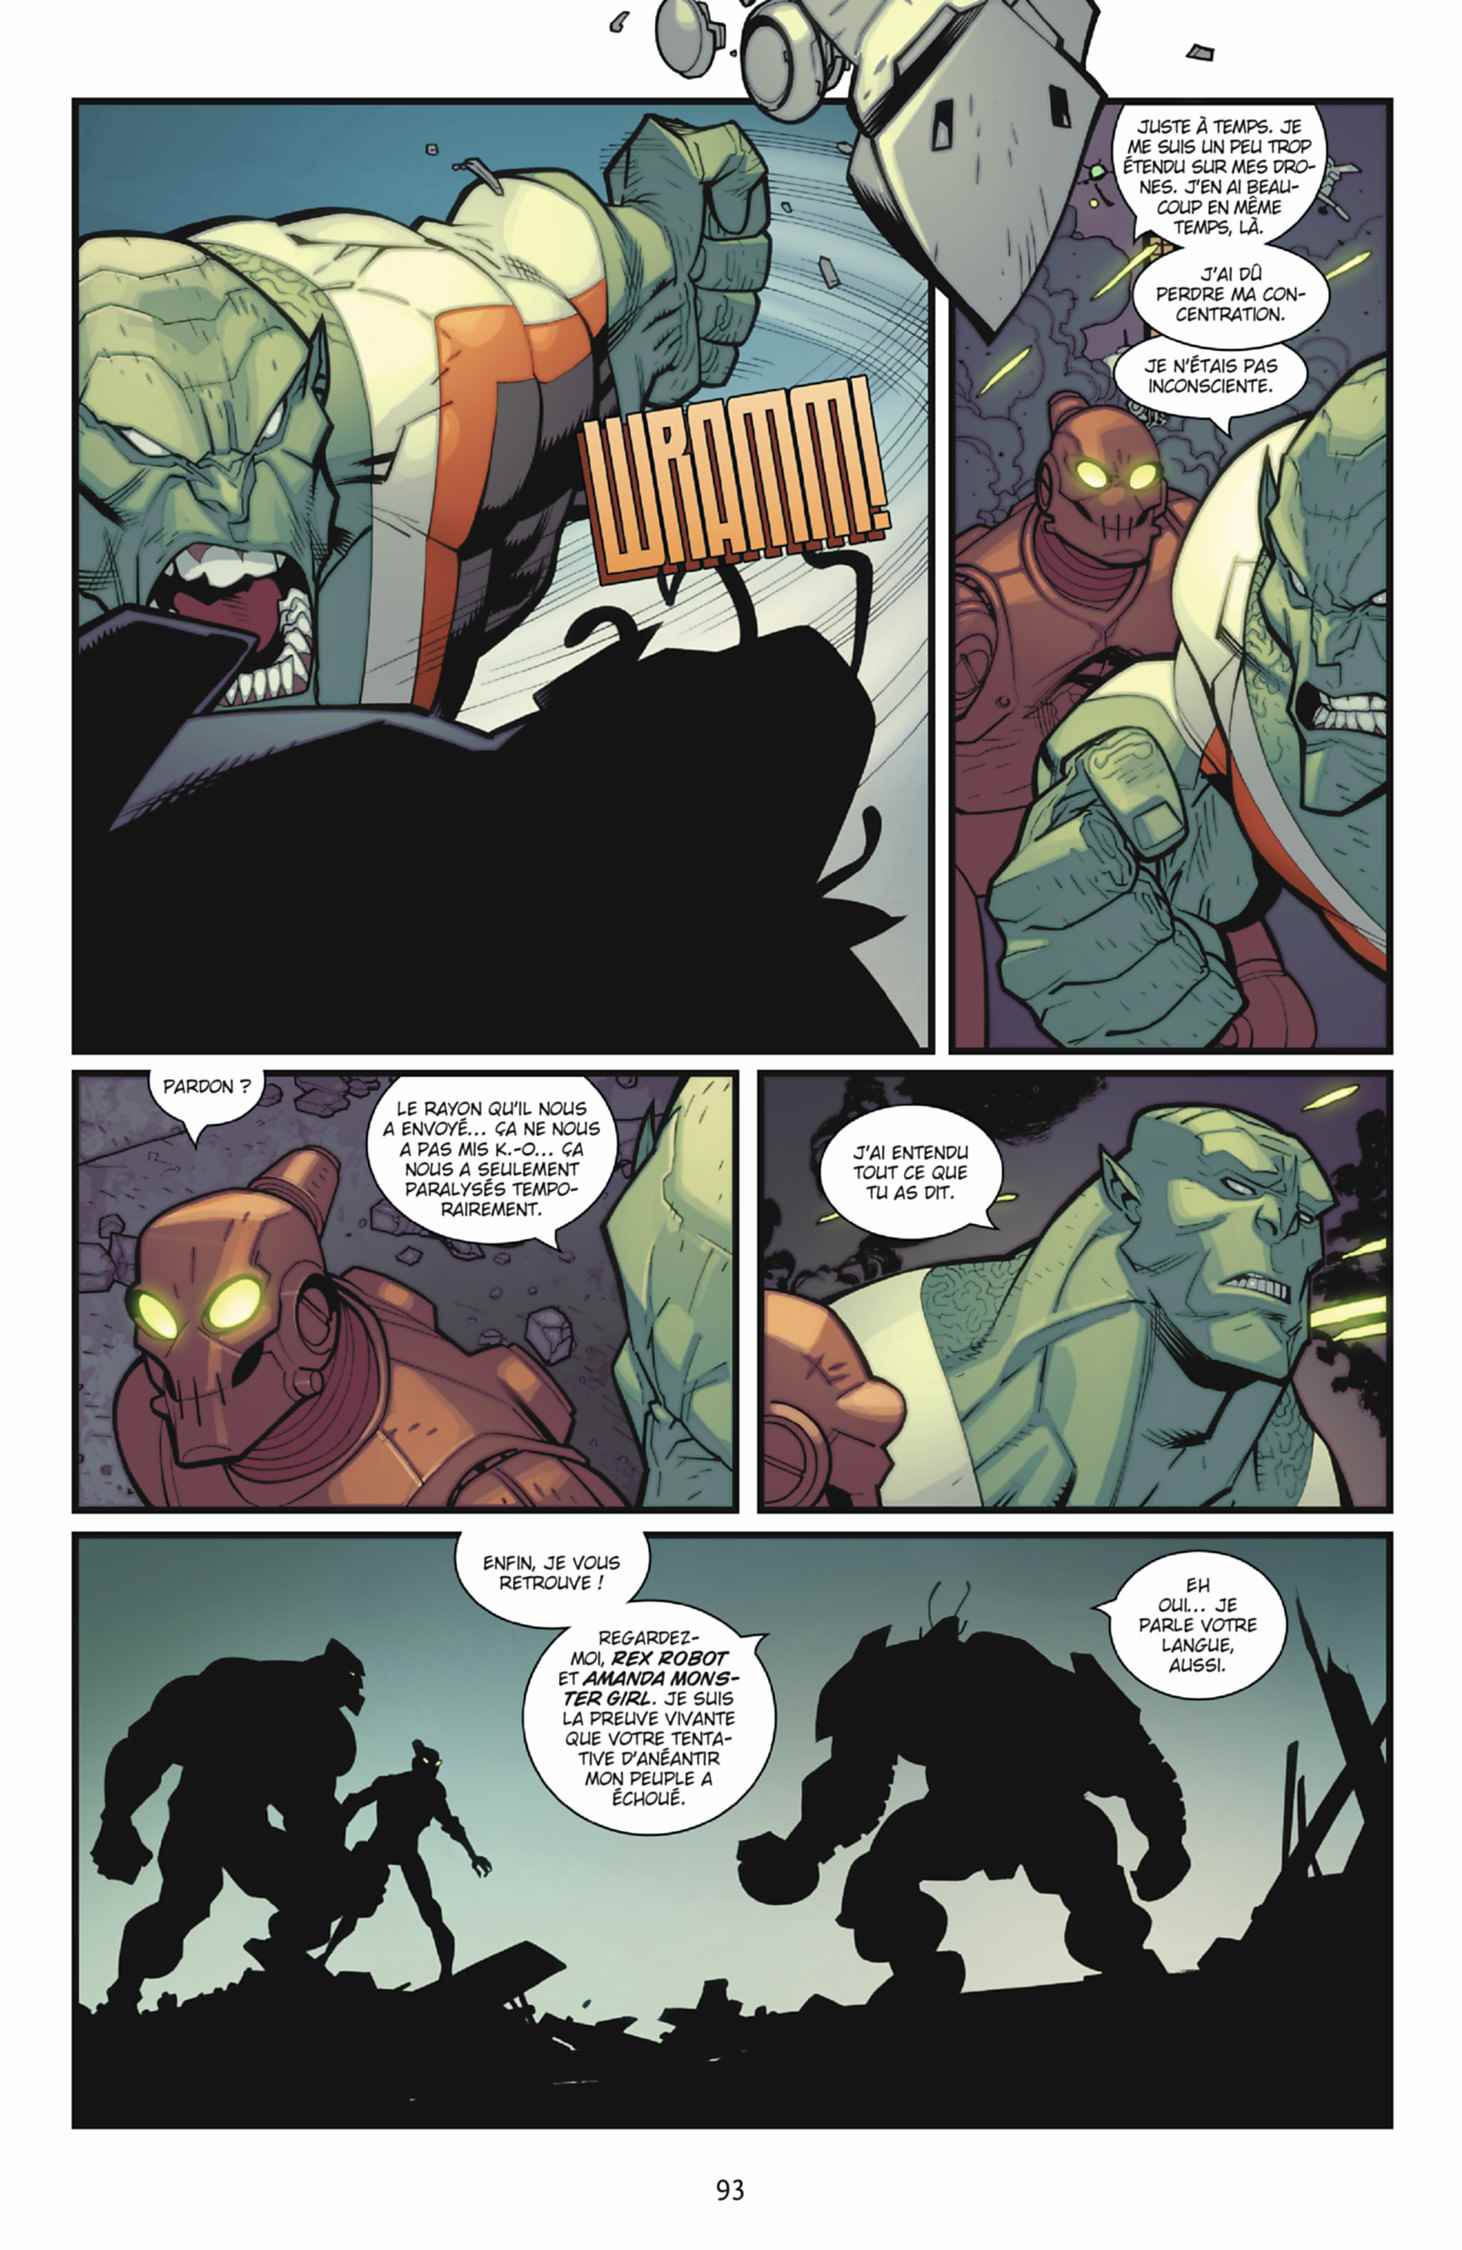 JUSTE À TEMPS. JE
ME SUIS UN PEU TROP
ÉTENDU SUR MES DRO-
NES. J'EN AI BEAU-
COUP EN MÊME
TEMPS, LÀ.
J'AI DÛ
PERDRE MA CON-
CENTRATION.
JE N'ÉTAIS PAS
INCONSCIENTE.
WRAMM!
PARDON ?
LE RAYON QU'IL NOUS
A ENVOYÉ... ÇA NE NOUS
A PAS MIS K.-O... ÇA
NOUS A SEULEMENT
PARALYSÉS TEMPO-
RAIREMENT.
J'AI ENTENDU
TOUT CE QUE
TU AS DIT.
ENFIN, JE VOUS
RETROUVE !
REGARDEZ-
MOI, REX ROBOT
ET AMANDA MONS-
TER GIRL. JE SUIS
LA PREUVE VIVANTE
QUE VOTRE TENTA-
TIVE D'ANÉANTIR
MON PEUPLE A
ÉCHOUÉ.
EH
OUI... JE
PARLE VOTRE
LANGUE,
AUSSI.
93